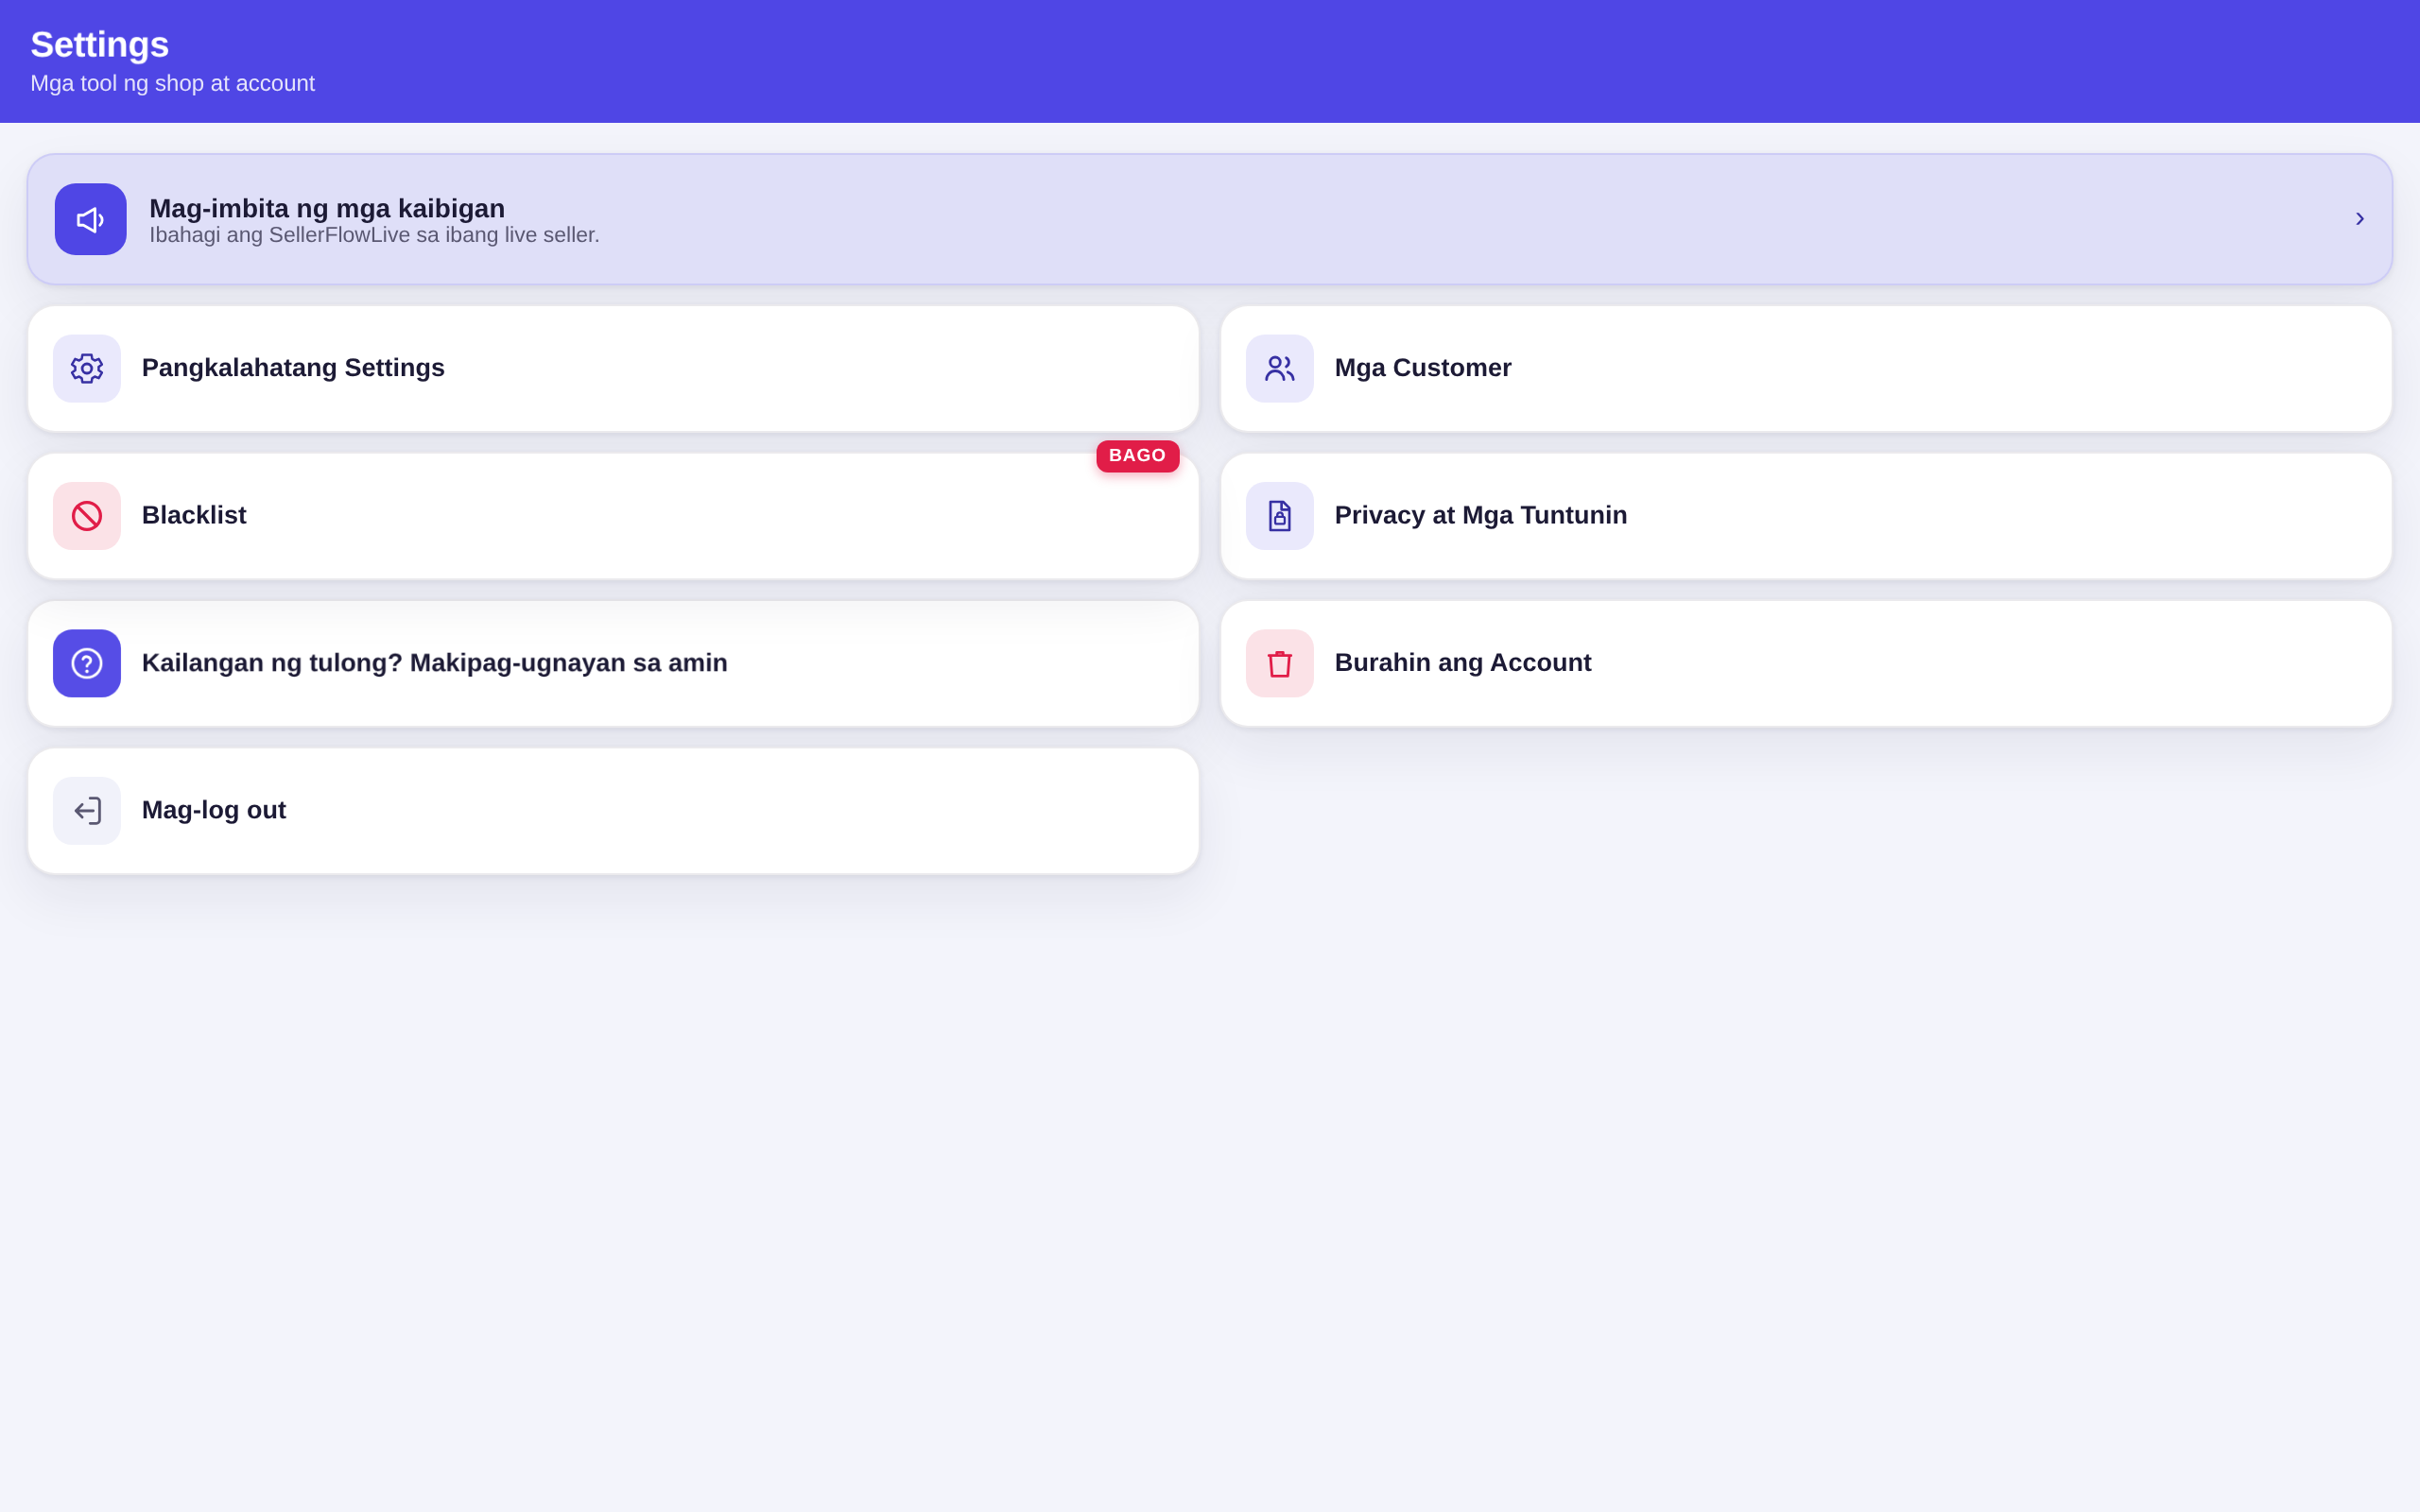 Settings
Mga tool ng shop at account
Mag-imbita ng mga kaibigan
Ibahagi ang SellerFlowLive sa ibang live seller.
Pangkalahatang Settings
Mga Customer
BAGO
Blacklist
Privacy at Mga Tuntunin
Kailangan ng tulong? Makipag-ugnayan sa amin
Burahin ang Account
Mag-log out